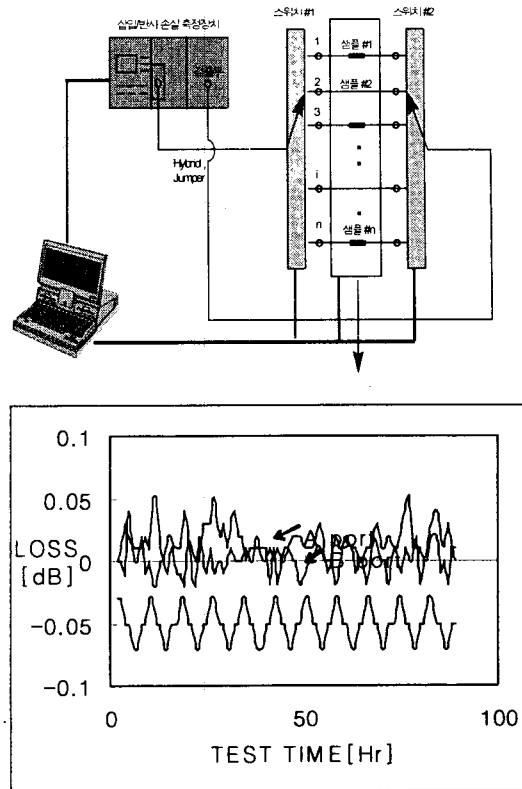 삽입/반사 손실 측정장치
스위치 #1
스위치 #2
1
샘플 #1
2
샘플 #2
3
i
n
샘플 #n
Hybrid
Jumper
0.1
0.05
LOSS
[dB]
0
-0.05
-0.1
A port
B port
0
50
100
TEST TIME[Hr]